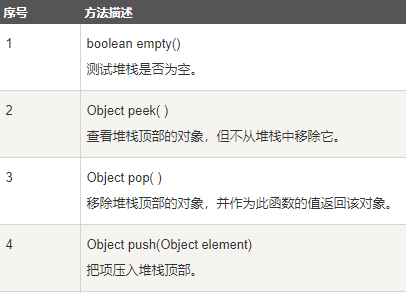 序号 方法描述
1 boolean empty()
测试堆栈是否为空。
2 Object peek( )
查看堆栈顶部的对象，但不从堆栈中移除它。
3 Object pop( )
移除堆栈顶部的对象，并作为此函数的值返回该对象。
4 Object push(Object element)
把项压入堆栈顶部。